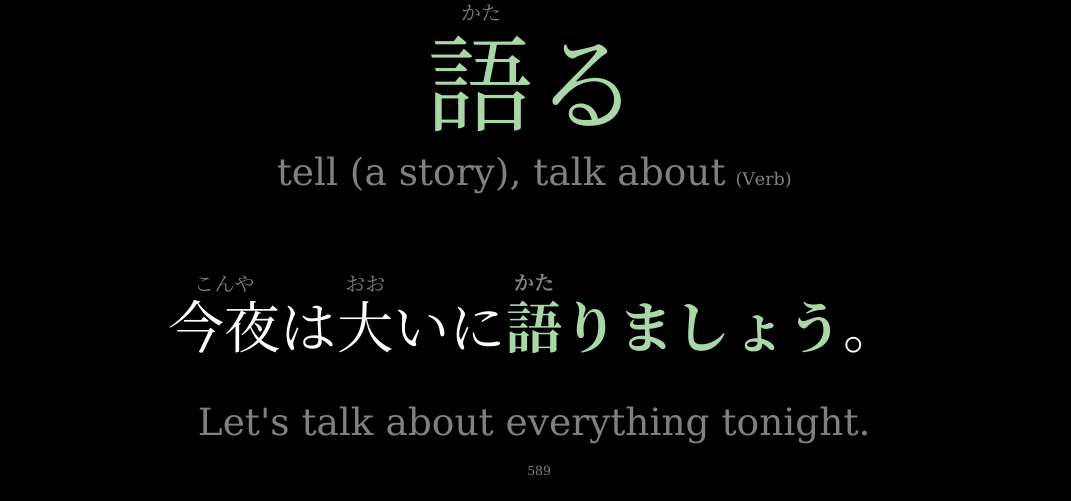 かた
語る
tell (a story), talk about (Verb)
こんや おお かた
今夜は大いに語りましょう。
Let's talk about everything tonight.
589